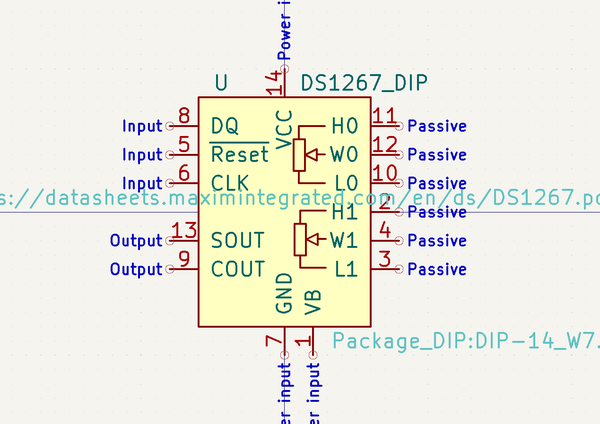 Power i
14
U DS1267_DIP
VCC
Input 8 DQ H0 11 Passive
Input 5 Reset W0 12 Passive
Input 6 CLK L0 10 Passive
s://datasheets.maximintegrated.com/en/ds/DS1267.pd
H1 2 Passive
Output 13 SOUT W1 4 Passive
Output 9 COUT L1 3 Passive
GND VB
7 1 Package_DIP:DIP-14_W7.
er input er input